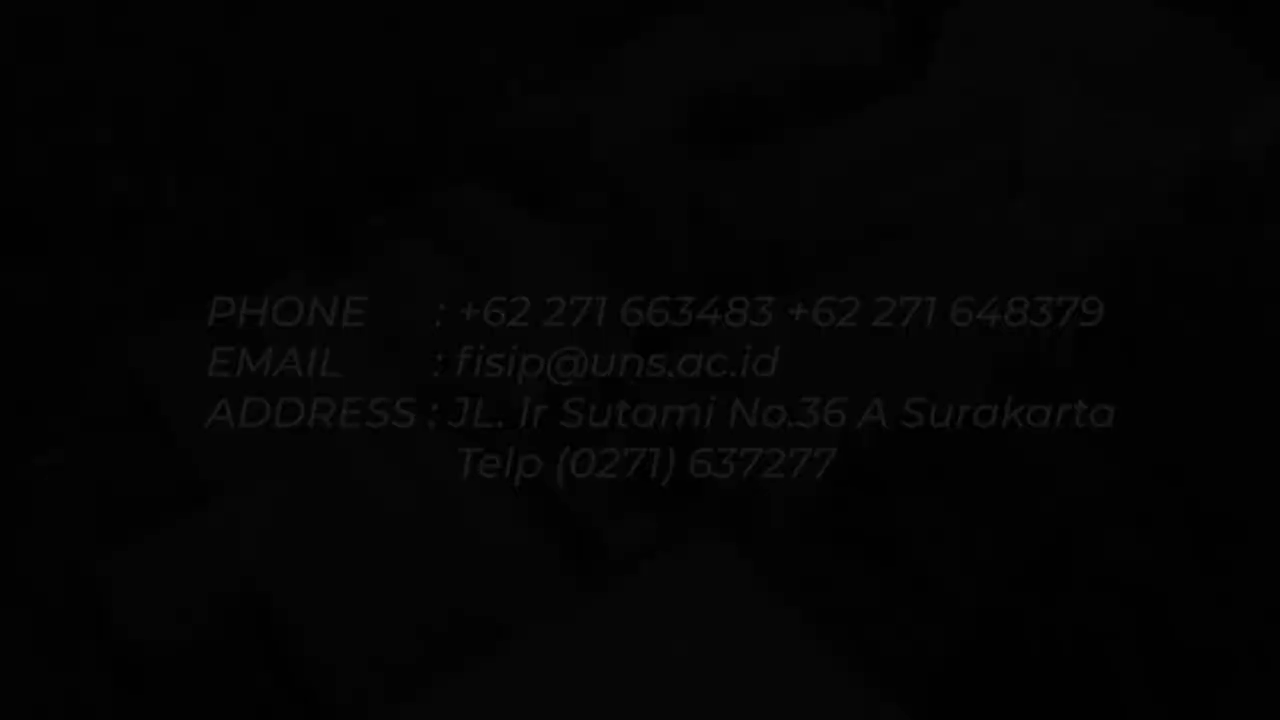 PHONE : +62 271 663483 +62 271 648379
EMAIL : fisip@uns.ac.id
ADDRESS : JL. Ir Sutami No.36 A Surakarta
Telp (0271) 637277